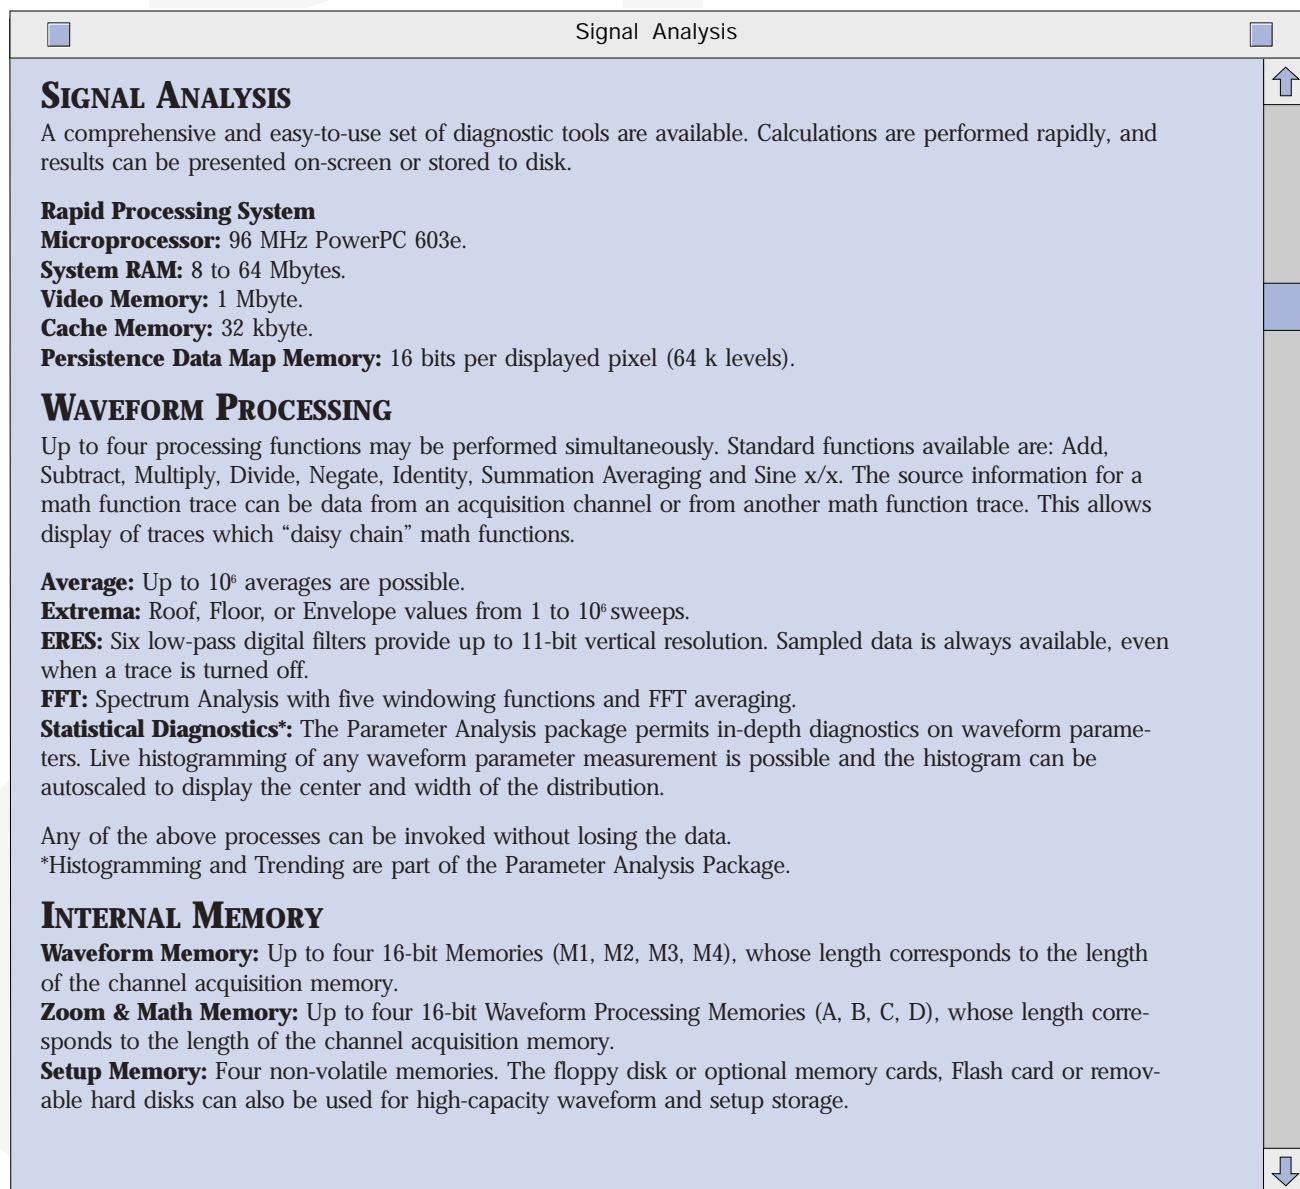 Signal Analysis
SIGNAL ANALYSIS
A comprehensive and easy-to-use set of diagnostic tools are available. Calculations are performed rapidly, and
results can be presented on-screen or stored to disk.
Rapid Processing System
Microprocessor: 96 MHz PowerPC 603e.
System RAM: 8 to 64 Mbytes.
Video Memory: 1 Mbyte.
Cache Memory: 32 kbyte.
Persistence Data Map Memory: 16 bits per displayed pixel (64 k levels).
WAVEFORM PROCESSING
Up to four processing functions may be performed simultaneously. Standard functions available are: Add,
Subtract, Multiply, Divide, Negate, Identity, Summation Averaging and Sine x/x. The source information for a
math function trace can be data from an acquisition channel or from another math function trace. This allows
display of traces which “daisy chain” math functions.
Average: Up to 10⁶ averages are possible.
Extrema: Roof, Floor, or Envelope values from 1 to 10⁶ sweeps.
ERES: Six low-pass digital filters provide up to 11-bit vertical resolution. Sampled data is always available, even
when a trace is turned off.
FFT: Spectrum Analysis with five windowing functions and FFT averaging.
Statistical Diagnostics*: The Parameter Analysis package permits in-depth diagnostics on waveform parame-
ters. Live histogramming of any waveform parameter measurement is possible and the histogram can be
autoscaled to display the center and width of the distribution.
Any of the above processes can be invoked without losing the data.
*Histogramming and Trending are part of the Parameter Analysis Package.
INTERNAL MEMORY
Waveform Memory: Up to four 16-bit Memories (M1, M2, M3, M4), whose length corresponds to the length
of the channel acquisition memory.
Zoom & Math Memory: Up to four 16-bit Waveform Processing Memories (A, B, C, D), whose length corre-
sponds to the length of the channel acquisition memory.
Setup Memory: Four non-volatile memories. The floppy disk or optional memory cards, Flash card or remov-
able hard disks can also be used for high-capacity waveform and setup storage.